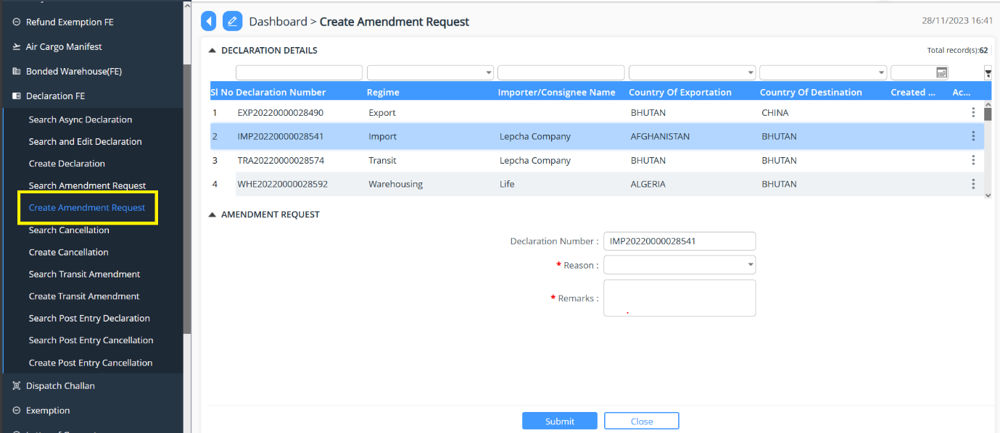 Refund Exemption FE
Air Cargo Manifest
Bonded Warehouse(FE)
Declaration FE
Search Async Declaration
Search and Edit Declaration
Create Declaration
Search Amendment Request
Create Amendment Request
Search Cancellation
Create Cancellation
Search Transit Amendment
Create Transit Amendment
Search Post Entry Declaration
Search Post Entry Cancellation
Create Post Entry Cancellation
Dispatch Challan
Exemption
Dashboard > Create Amendment Request
28/11/2023 16:41
DECLARATION DETAILS
Total record(s):62
Sl No Declaration Number Regime Importer/Consignee Name Country Of Exportation Country Of Destination Created ... Ac...
1 EXP20220000028490 Export BHUTAN CHINA
2 IMP20220000028541 Import Lepcha Company AFGHANISTAN BHUTAN
3 TRA20220000028574 Transit Lepcha Company BHUTAN BHUTAN
4 WHE20220000028592 Warehousing Life ALGERIA BHUTAN
AMENDMENT REQUEST
Declaration Number : IMP20220000028541
* Reason :
* Remarks :
Submit Close